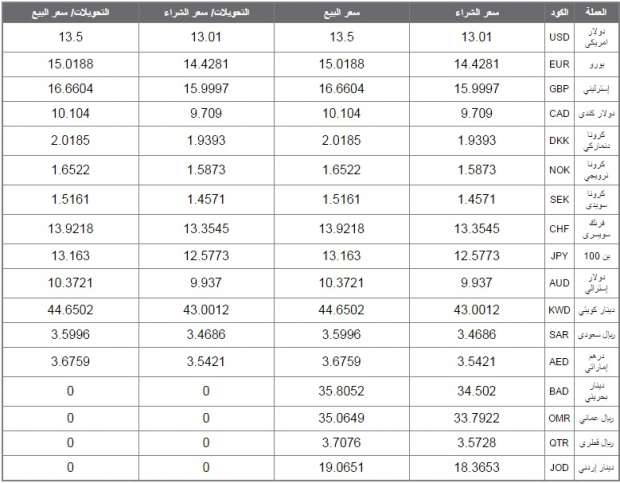 العملة الكود سعر الشراء سعر البيع التحويلات/ سعر الشراء التحويلات/ سعر البيع
دولار
امريكي USD 13.01 13.5 13.01 13.5
يورو EUR 14.4281 15.0188 14.4281 15.0188
إسترليني GBP 15.9997 16.6604 15.9997 16.6604
دولار كندى CAD 9.709 10.104 9.709 10.104
كرونا
دنماركي DKK 1.9393 2.0185 1.9393 2.0185
كرونا
نرويجي NOK 1.5873 1.6522 1.5873 1.6522
كرونا
سويدى SEK 1.4571 1.5161 1.4571 1.5161
فرنك
سويسرى CHF 13.3545 13.9218 13.3545 13.9218
ين 100 JPY 12.5773 13.163 12.5773 13.163
دولار
إسترالي AUD 9.937 10.3721 9.937 10.3721
دينار كويتي KWD 43.0012 44.6502 43.0012 44.6502
ريال سعودى SAR 3.4686 3.5996 3.4686 3.5996
درهم
إماراتي AED 3.5421 3.6759 3.5421 3.6759
دينار
بحريني BAD 34.502 35.8052 0 0
ريال عماني OMR 33.7922 35.0649 0 0
ريال قطرى QTR 3.5728 3.7076 0 0
دينار إردني JOD 18.3653 19.0651 0 0